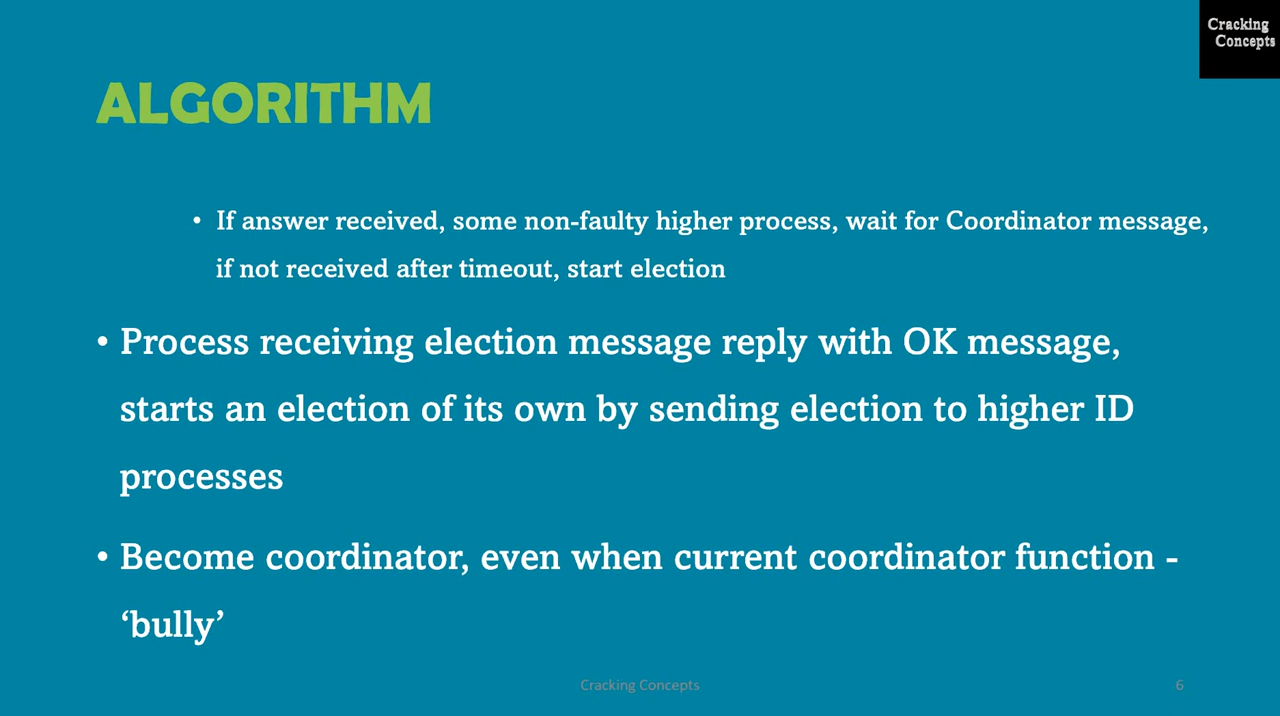 Cracking
Concepts
ALGORITHM
• If answer received, some non-faulty higher process, wait for Coordinator message,
if not received after timeout, start election
• Process receiving election message reply with OK message,
starts an election of its own by sending election to higher ID
processes
• Become coordinator, even when current coordinator function -
‘bully’
Cracking Concepts
6